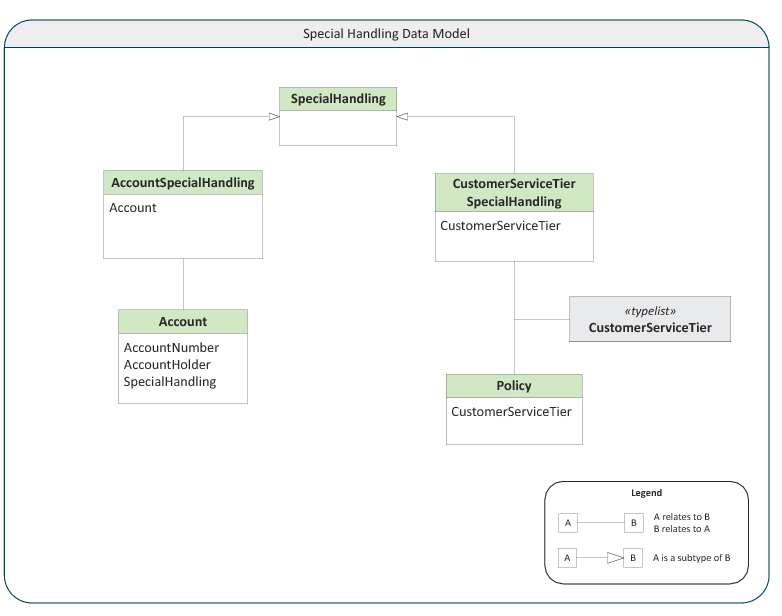 Special Handling Data Model
SpecialHandling
AccountSpecialHandling
Account
CustomerServiceTier
SpecialHandling
CustomerServiceTier
«typelist»
CustomerServiceTier
Account
AccountNumber
AccountHolder
SpecialHandling
Policy
CustomerServiceTier
Legend
A B A relates to B
B relates to A
A B A is a subtype of B